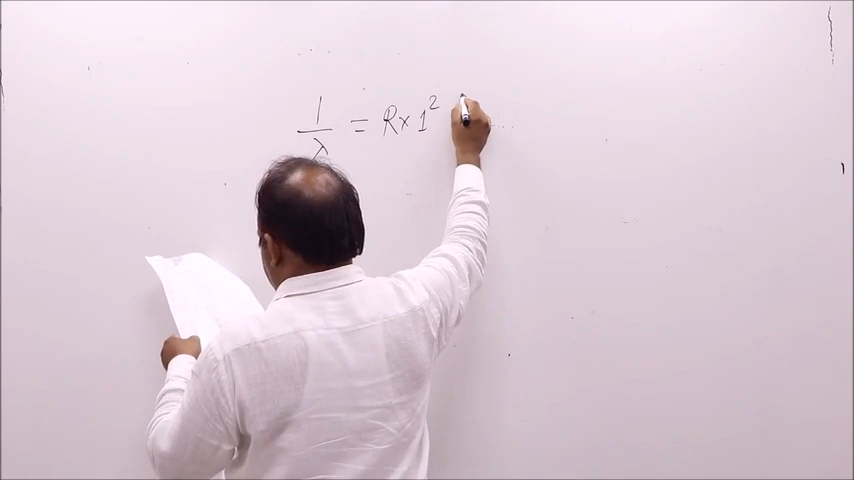 1/λ = R×1²